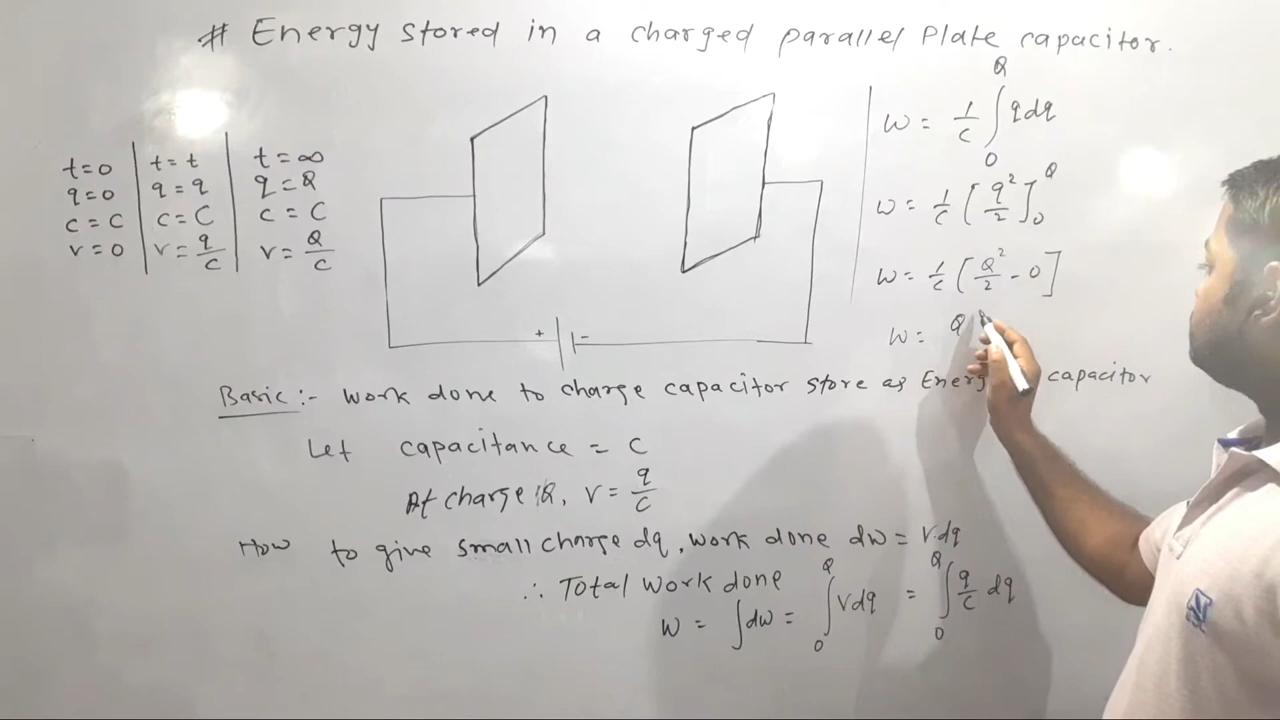 # Energy stored in a charged parallel Plate capacitor.
t=0 | t=t | t=∞
q=0 | q=q | q=Q
c=C | c=C | c=C
v=0 | v=q/C | v=Q/C
+ -
W = 1/C ∫₀^Q qdq
W = 1/C [q²/2]₀^Q
W = 1/C [Q²/2 - 0]
W = Q
Basic:- Work done to charge capacitor store as Energ capacitor
Let capacitance = C
At charge Q, V = q/C
How to give small charge dq, work done dw = V.dq
∴ Total work done
W = ∫dw = ∫₀^Q Vdq = ∫₀^Q q/C dq